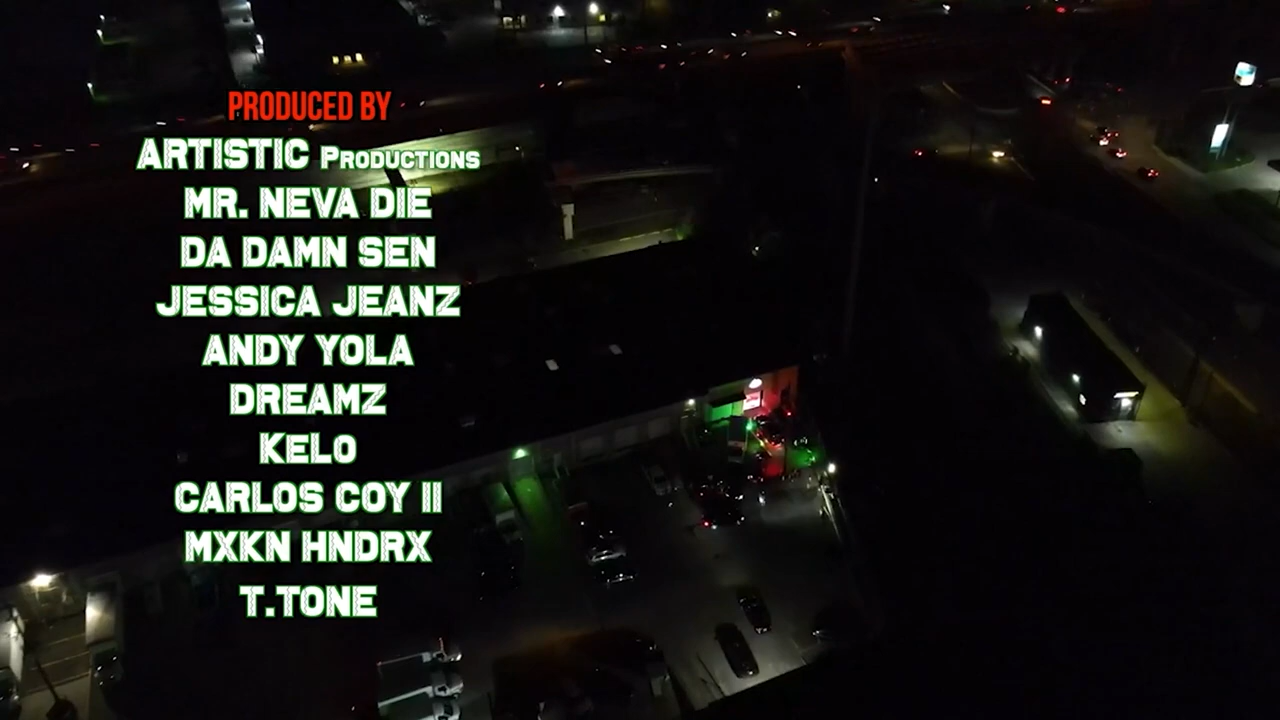 PRODUCED BY
ARTISTIC PRODUCTIONS
MR. NEVA DIE
DA DAMN SEN
JESSICA JEANZ
ANDY YOLA
DREAMZ
KELO
CARLOS COY II
MXKN HNDRX
T.TONE